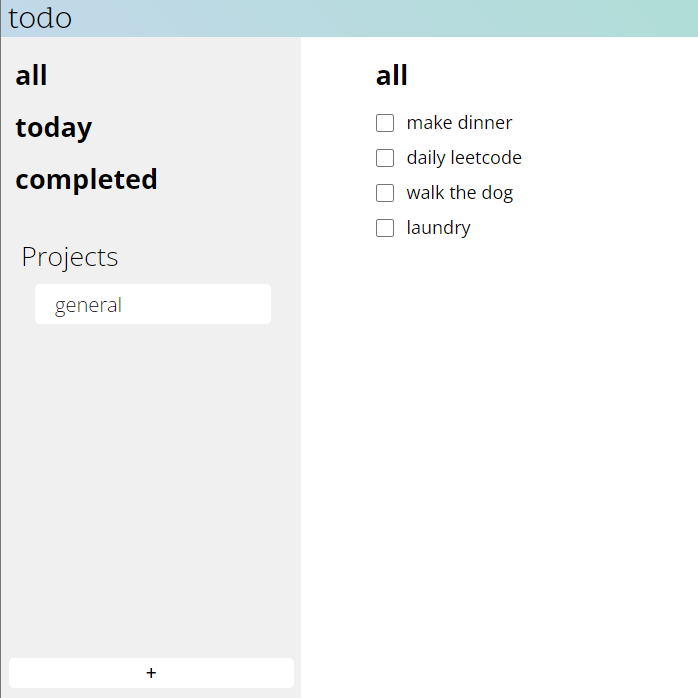 todo
all
today
completed
Projects
general
+
all
make dinner
daily leetcode
walk the dog
laundry